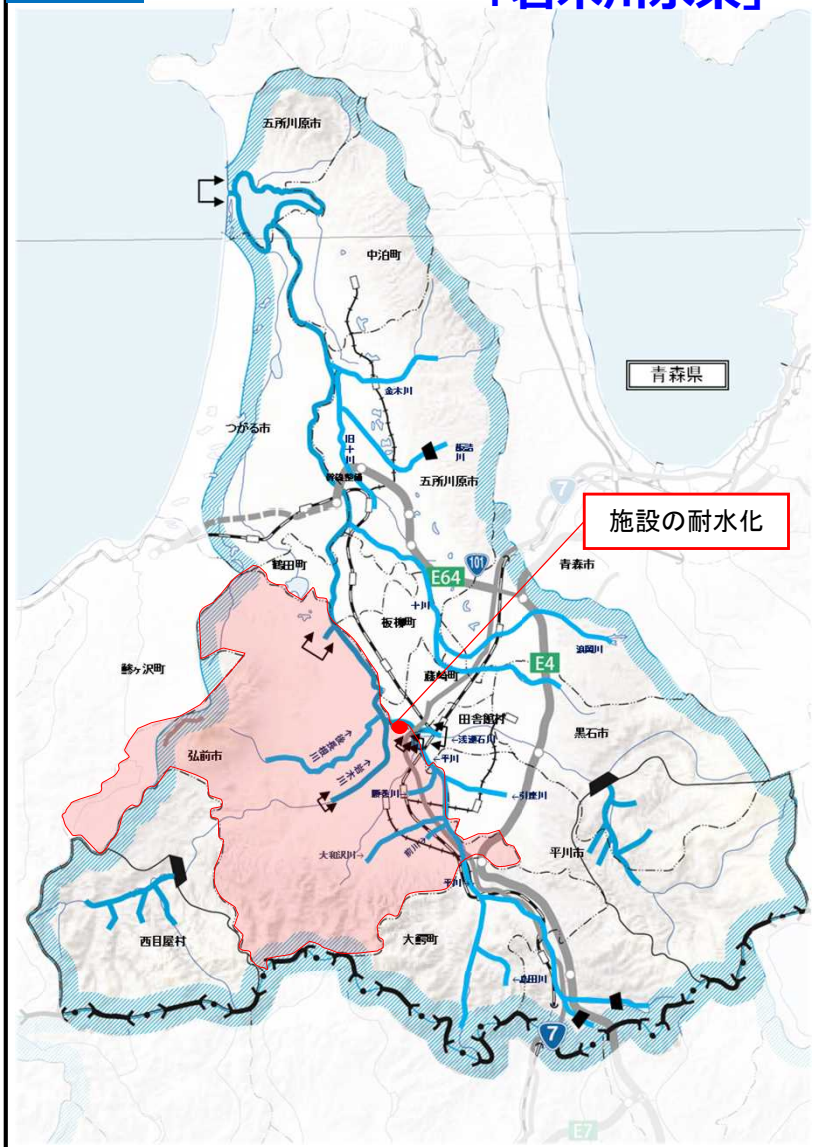 「岩木川水系」
五所川原市
中泊町
青森県
金木川
つがる市
旧十川
飯詰川
五所川原市
7
施設の耐水化
鶴田町
101
青森市
E64
十川
板柳町
浪岡川
鰺ヶ沢町
藤崎町
E4
田舎館村
黒石市
弘前市
←後長根川
←岩木川
←浅瀬石川
←平川
←引座川
大和沢川→
平川市
平川→
西目屋村
大鰐町
7
E7